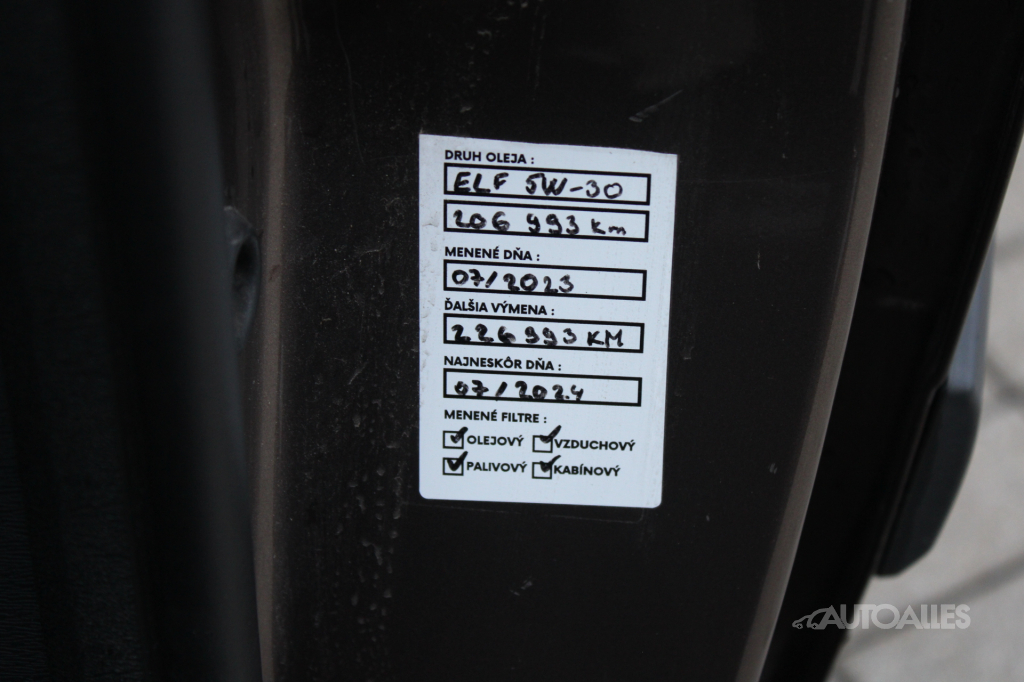 DRUH OLEJA :
ELF 5W-30
206 993 km
MENENÉ DŇA :
07/2023
ĎALŠIA VÝMENA :
226 993 KM
NAJNESKÔR DŇA :
07/2024
MENENÉ FILTRE :
OLEJOVÝ VZDUCHOVÝ
PALIVOVÝ KABÍNOVÝ
AUTOALLES